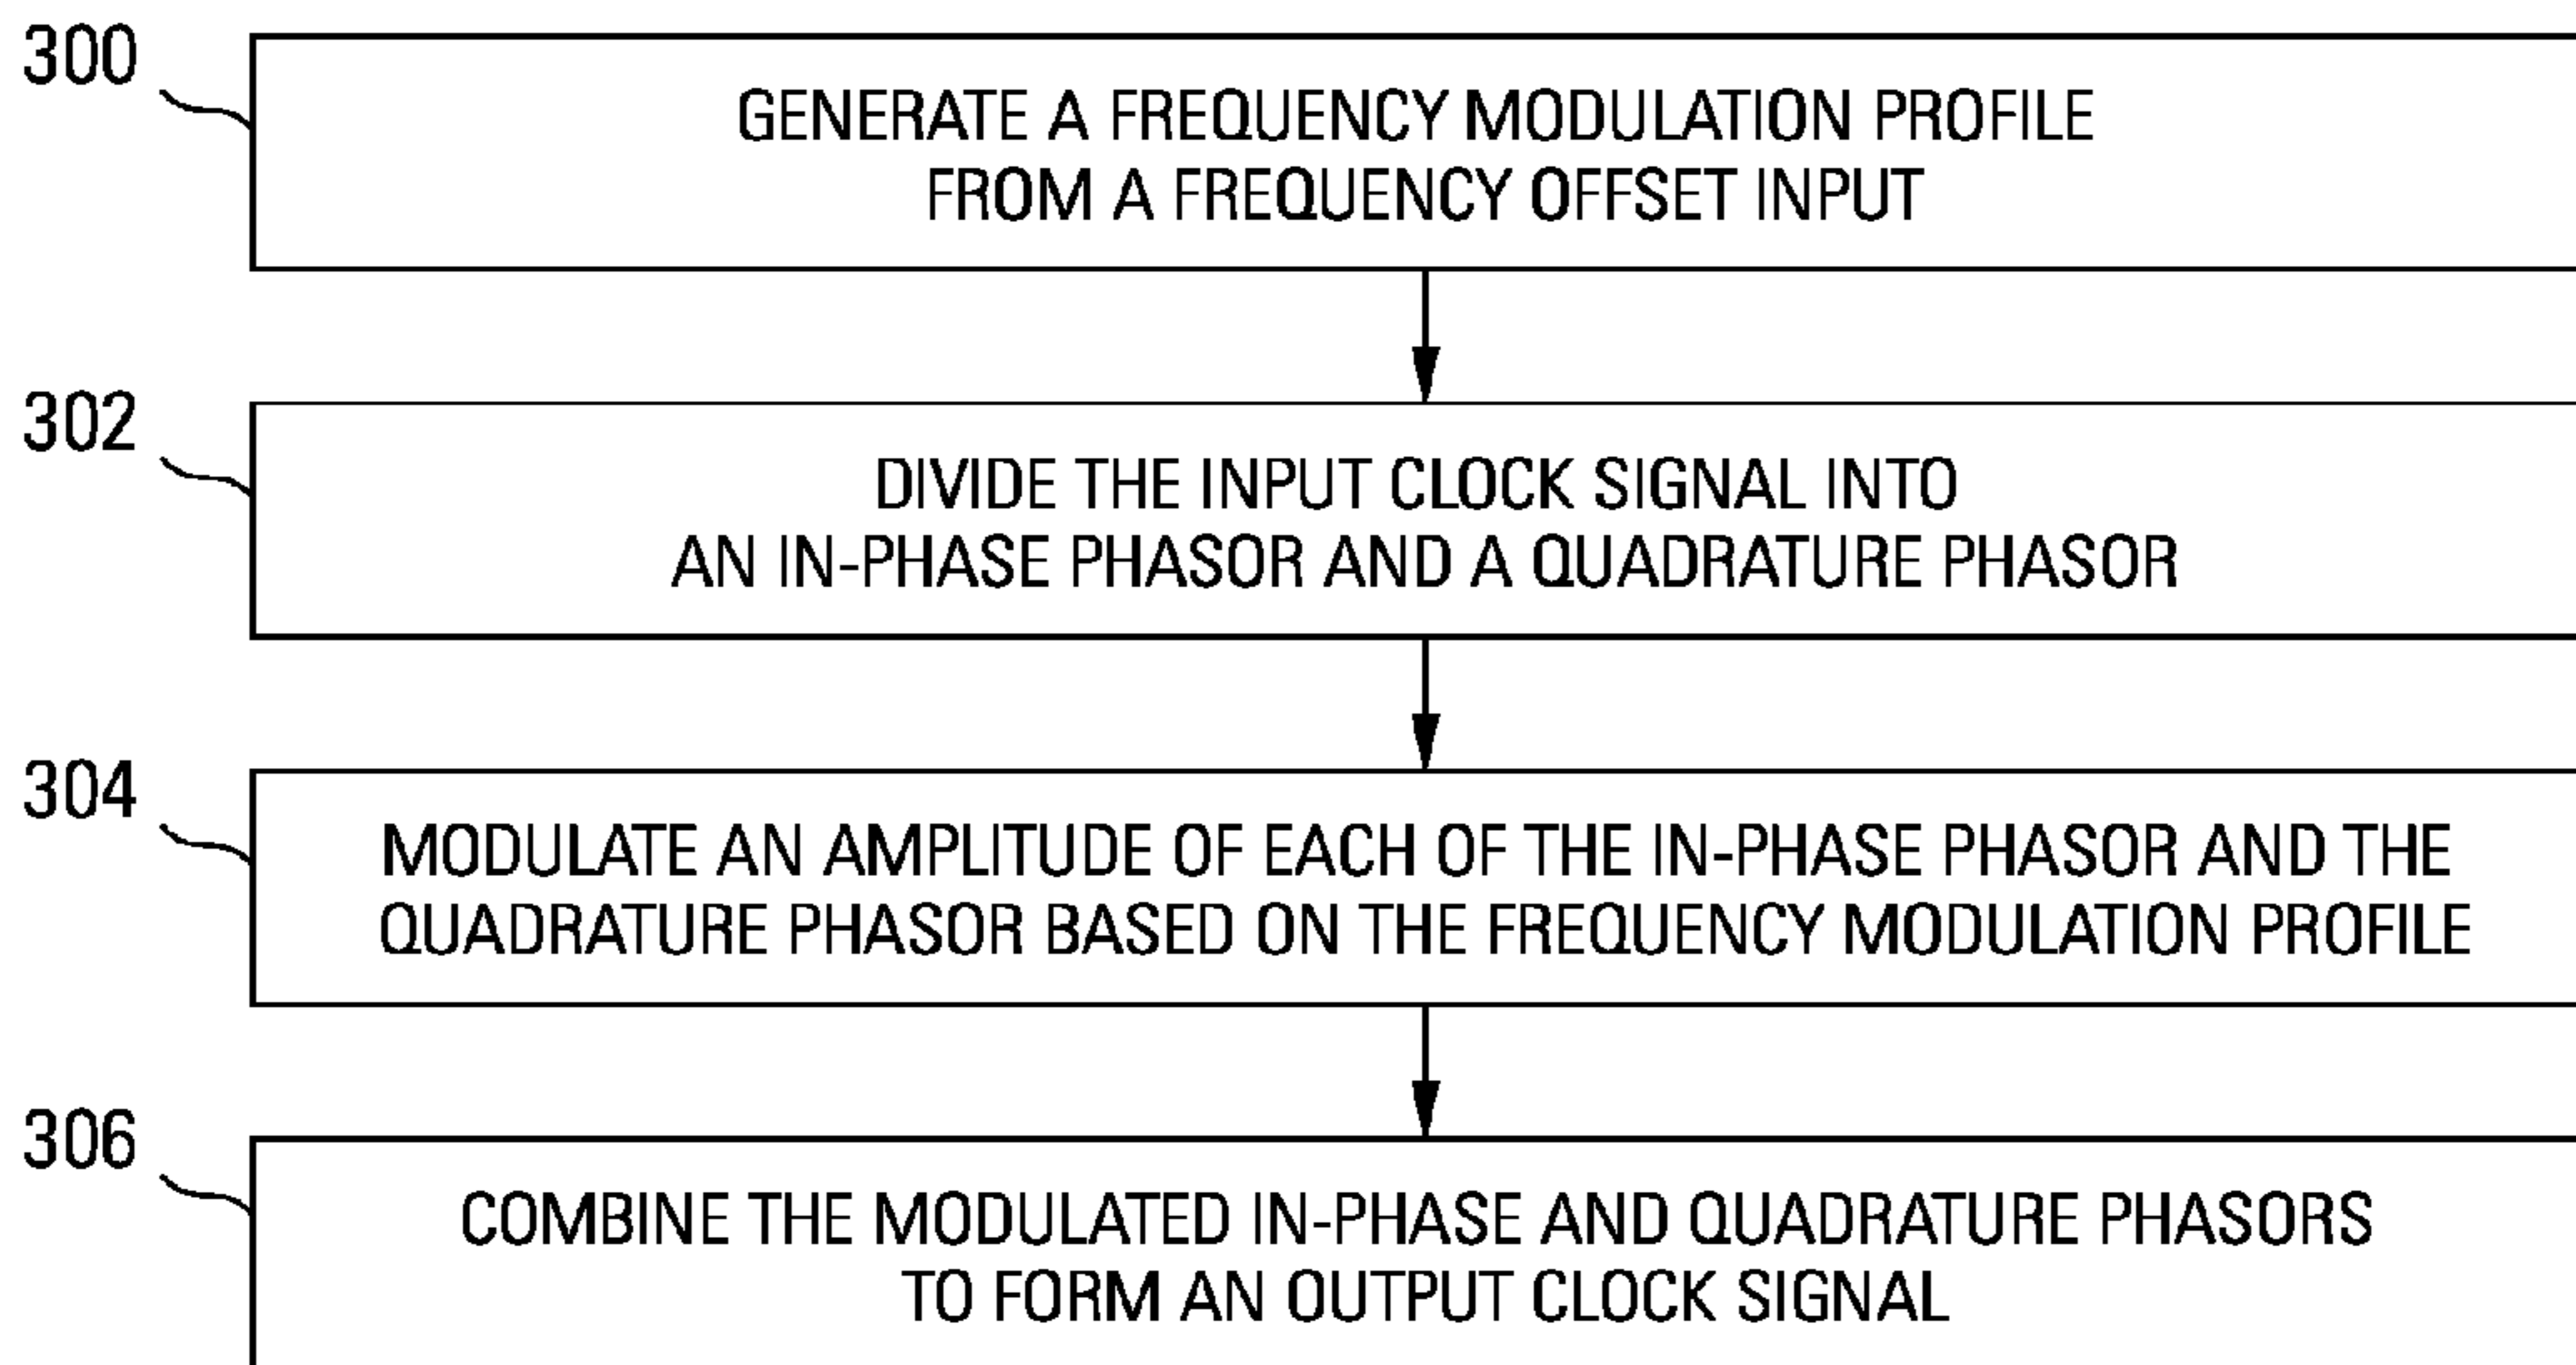 300
GENERATE A FREQUENCY MODULATION PROFILE
FROM A FREQUENCY OFFSET INPUT
302
DIVIDE THE INPUT CLOCK SIGNAL INTO
AN IN-PHASE PHASOR AND A QUADRATURE PHASOR
304
MODULATE AN AMPLITUDE OF EACH OF THE IN-PHASE PHASOR AND THE
QUADRATURE PHASOR BASED ON THE FREQUENCY MODULATION PROFILE
306
COMBINE THE MODULATED IN-PHASE AND QUADRATURE PHASORS
TO FORM AN OUTPUT CLOCK SIGNAL